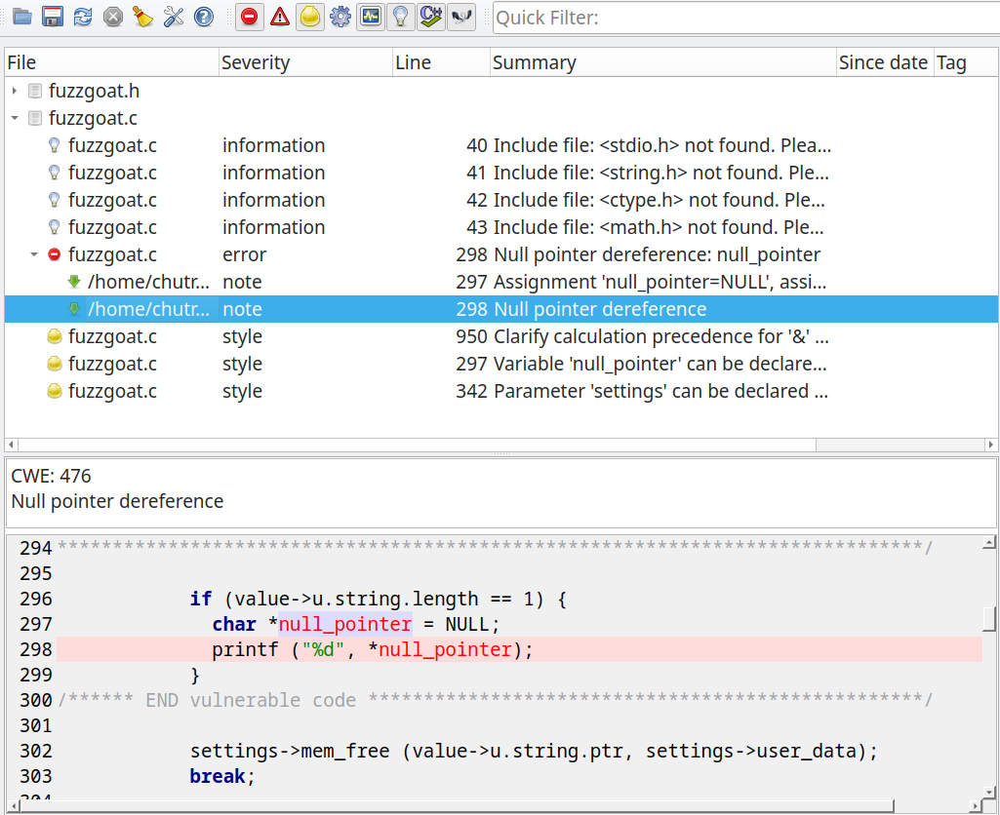 Quick Filter:
File Severity Line Summary Since date Tag
fuzzgoat.h
fuzzgoat.c
fuzzgoat.c information 40 Include file: <stdio.h> not found. Plea...
fuzzgoat.c information 41 Include file: <string.h> not found. Ple...
fuzzgoat.c information 42 Include file: <ctype.h> not found. Ple...
fuzzgoat.c information 43 Include file: <math.h> not found. Ple...
fuzzgoat.c error 298 Null pointer dereference: null_pointer
/home/chutr... note 297 Assignment 'null_pointer=NULL', assi...
/home/chutr... note 298 Null pointer dereference
fuzzgoat.c style 950 Clarify calculation precedence for '&' ...
fuzzgoat.c style 297 Variable 'null_pointer' can be declare...
fuzzgoat.c style 342 Parameter 'settings' can be declared ...
CWE: 476
Null pointer dereference
294 ******************************************************************************/
295
296 if (value->u.string.length == 1) {
297 char *null_pointer = NULL;
298 printf ("%d", *null_pointer);
299 }
300 /****** END vulnerable code **************************************************/
301
302 settings->mem_free (value->u.string.ptr, settings->user_data);
303 break;